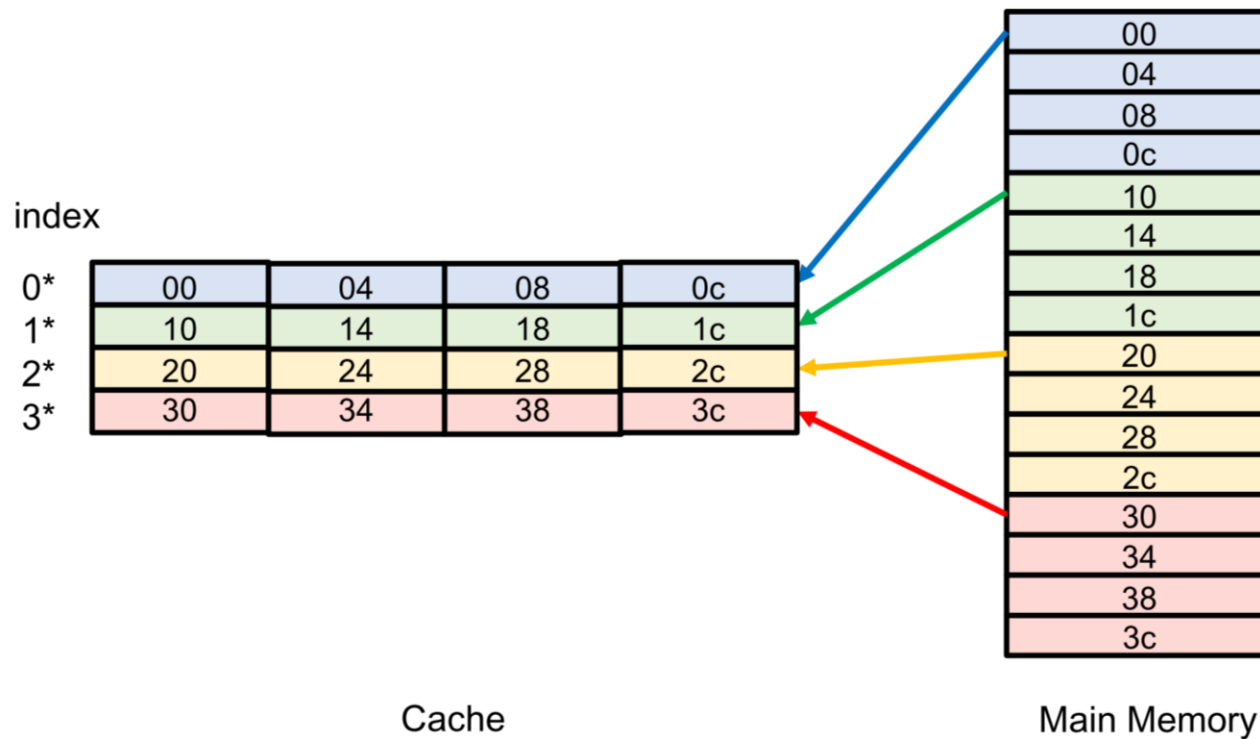 index
0* 00 04 08 0c
1* 10 14 18 1c
2* 20 24 28 2c
3* 30 34 38 3c
Cache
00
04
08
0c
10
14
18
1c
20
24
28
2c
30
34
38
3c
Main Memory